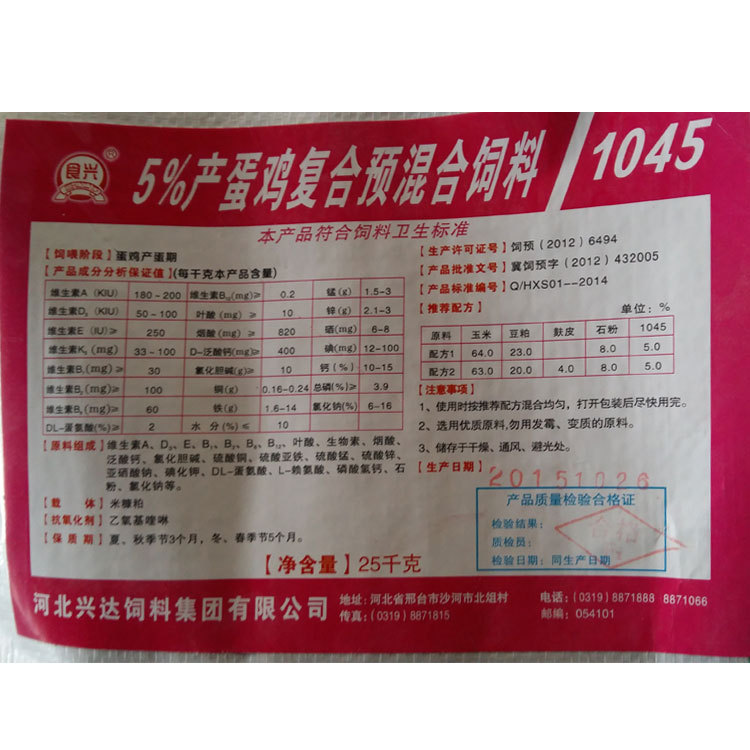 良兴
®
5%产蛋鸡复合预混合饲料
1045
本产品符合饲料卫生标准
【饲喂阶段】蛋鸡产蛋期
【产品成分分析保证值】(每千克本产品含量)
维生素A (KIU) 180~200 维生素B₁₂(mg)≥ 0.2 锰(g) 1.5-3
维生素D₃ (KIU) 50~100 叶酸 (mg)≥ 10 锌(g) 2.1-3
维生素E (IU)≥ 250 烟酸 (mg)≥ 820 硒(mg) 6-8
维生素K₃ (mg) 33~100 D-泛酸钙(mg)≥ 400 碘(mg) 12-100
维生素B₁ (mg)≥ 30 氯化胆碱(mg)≥ 10 钙 (%) 10-15
维生素B₂ (mg)≥ 100 铜(g) 0.16-0.24 总磷(%)≥ 3.9
维生素B₆ (mg)≥ 60 铁(g) 1.6-14 氯化钠(%) 6-16
DL-蛋氨酸(%)≥ 2 水 分(%)≤ 10
【原料组成】维生素A、D₃、E、B₁、B₂、B₆、B₁₂、叶酸、生物素、烟酸、
泛酸钙、氯化胆碱、硫酸铜、硫酸亚铁、硫酸锰、硫酸锌、
亚硒酸钠、碘化钾、DL-蛋氨酸、L-赖氨酸、磷酸氢钙、石
粉、氯化钠等。
【载 体】米糠粕
【抗氧化剂】乙氧基喹啉
【保 质 期】夏、秋季节3个月，冬、春季节5个月。
【生产许可证号】饲预(2012)6494
【产品批准文号】冀饲预字(2012)432005
【产品标准编号】Q/HXS01--2014
【推荐配方】 单位：%
原料 玉米 豆粕 麸皮 石粉 1045
配方1 64.0 23.0 8.0 5.0
配方2 63.0 20.0 4.0 8.0 5.0
【注意事项】
1、使用时按推荐配方混合均匀，打开包装后尽快用完。
2、选用优质原料,勿用发霉、变质的原料。
3、储存于干燥、通风、避光处。
【生产日期】20151026
产品质量检验合格证
检验结果：合格
质检员：
检验日期：同生产日期
【净含量】25千克
河北兴达饲料集团有限公司
地址：河北省邢台市沙河市北俎村
传真：(0319) 8871815
电话：(0319) 8871888 8871066
邮编：054101